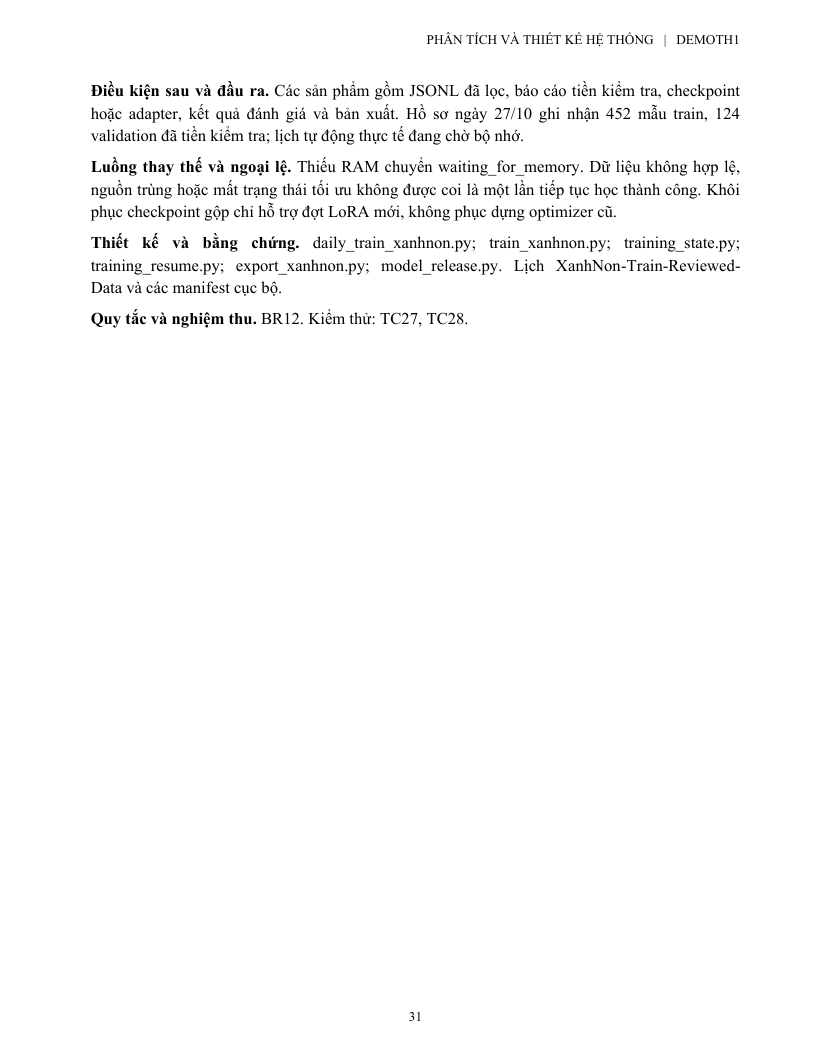 PHÂN TÍCH VÀ THIẾT KẾ HỆ THỐNG | DEMOTH1
Điều kiện sau và đầu ra. Các sản phẩm gồm JSONL đã lọc, báo cáo tiền kiểm tra, checkpoint
hoặc adapter, kết quả đánh giá và bản xuất. Hồ sơ ngày 27/10 ghi nhận 452 mẫu train, 124
validation đã tiền kiểm tra; lịch tự động thực tế đang chờ bộ nhớ.
Luồng thay thế và ngoại lệ. Thiếu RAM chuyển waiting_for_memory. Dữ liệu không hợp lệ,
nguồn trùng hoặc mất trạng thái tối ưu không được coi là một lần tiếp tục học thành công. Khôi
phục checkpoint gộp chỉ hỗ trợ đợt LoRA mới, không phục dựng optimizer cũ.
Thiết kế và bằng chứng. daily_train_xanhnon.py; train_xanhnon.py; training_state.py;
training_resume.py; export_xanhnon.py; model_release.py. Lịch XanhNon-Train-Reviewed-
Data và các manifest cục bộ.
Quy tắc và nghiệm thu. BR12. Kiểm thử: TC27, TC28.
31